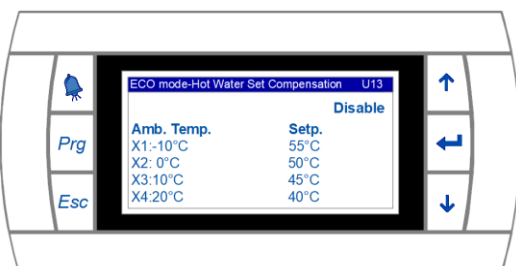 ECO mode-Hot Water Set Compensation U13
Disable
Amb. Temp. Setp.
X1:-10°C 55°C
X2: 0°C 50°C
X3:10°C 45°C
X4:20°C 40°C
Prg
Esc